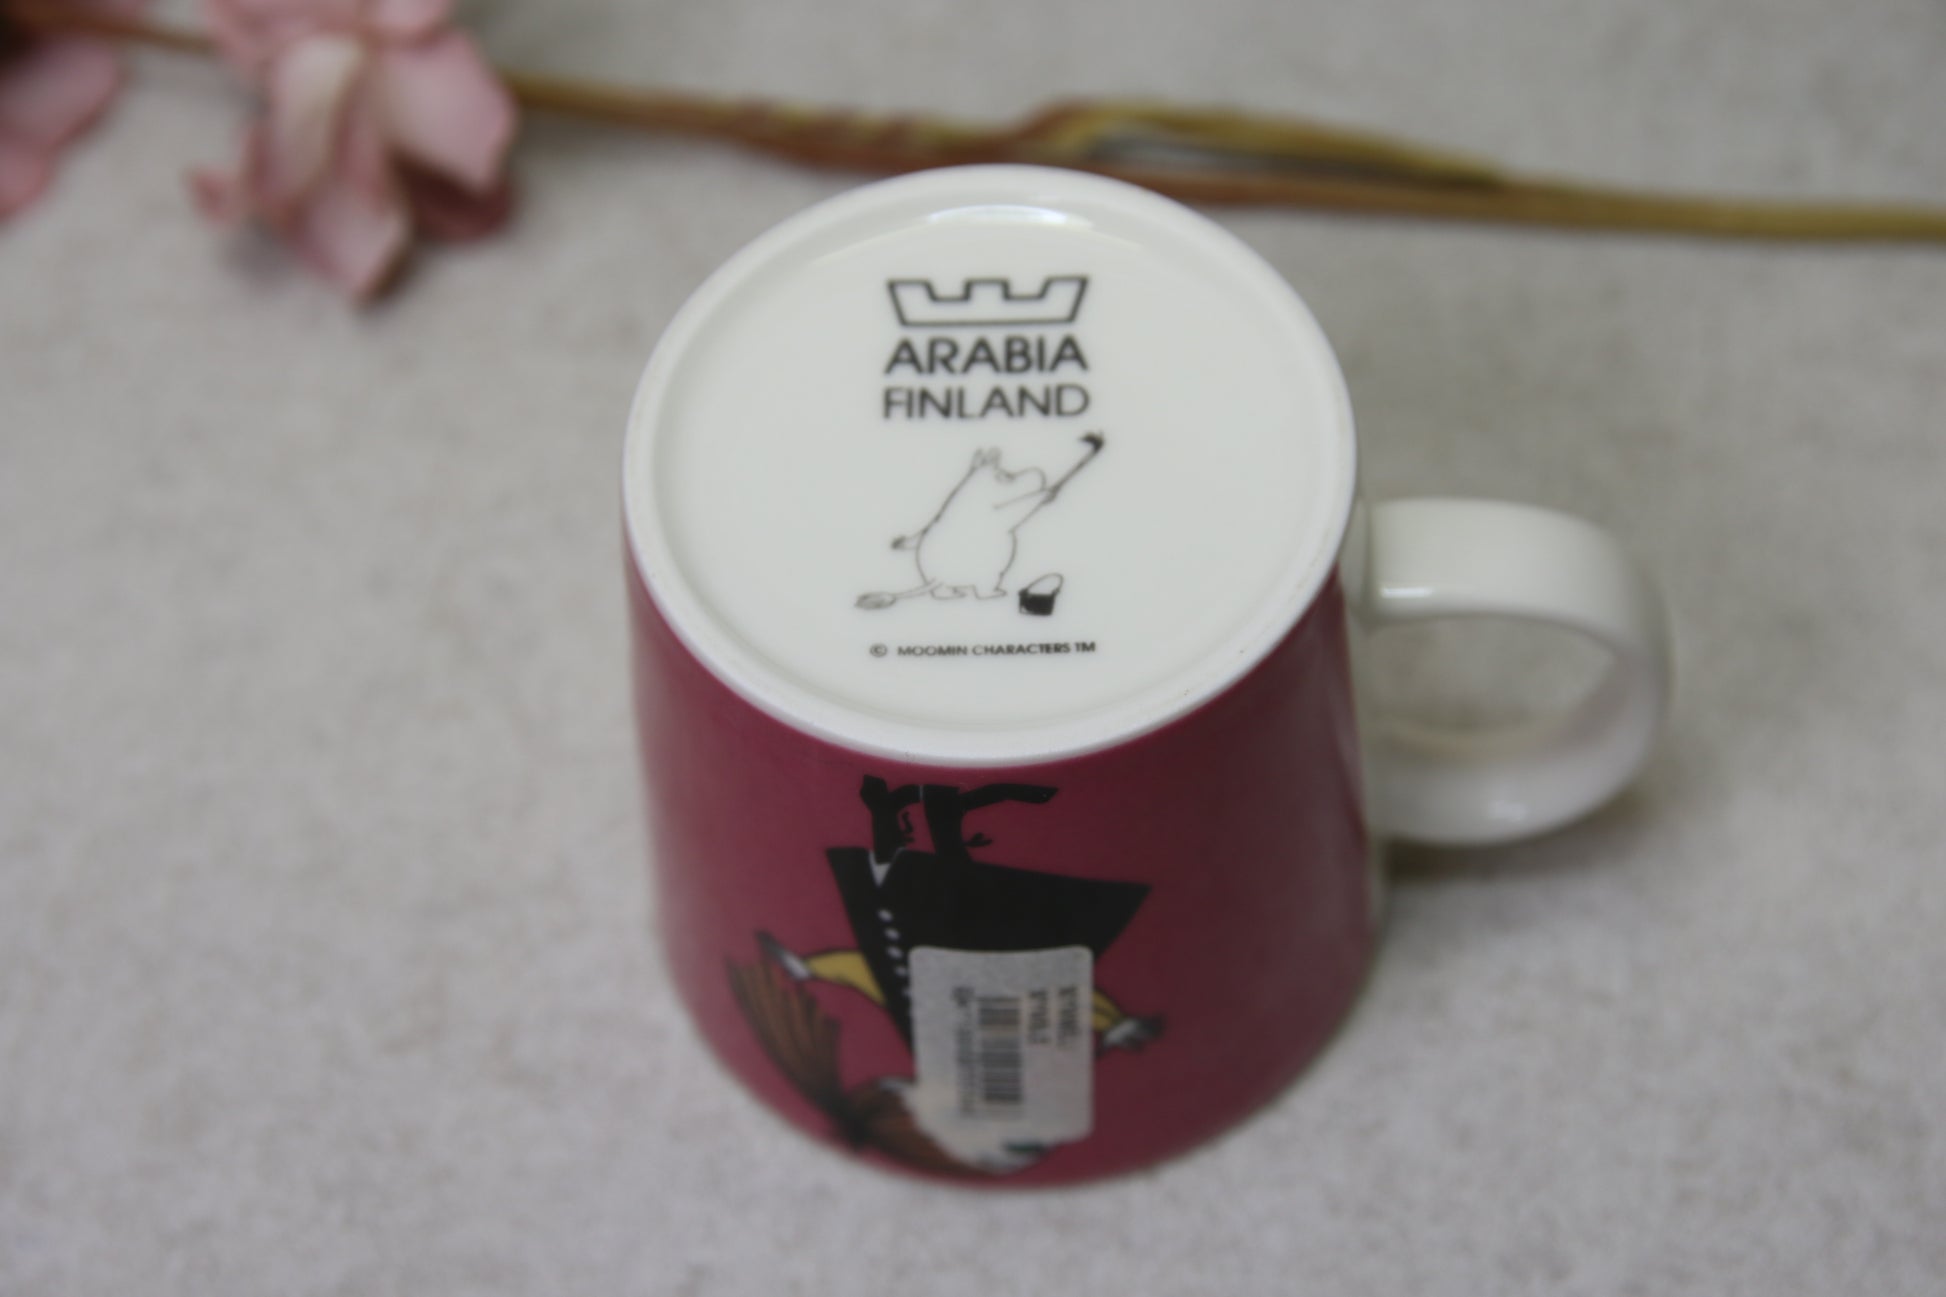 ARABIA
FINLAND
© MOOMIN CHARACTERS TM